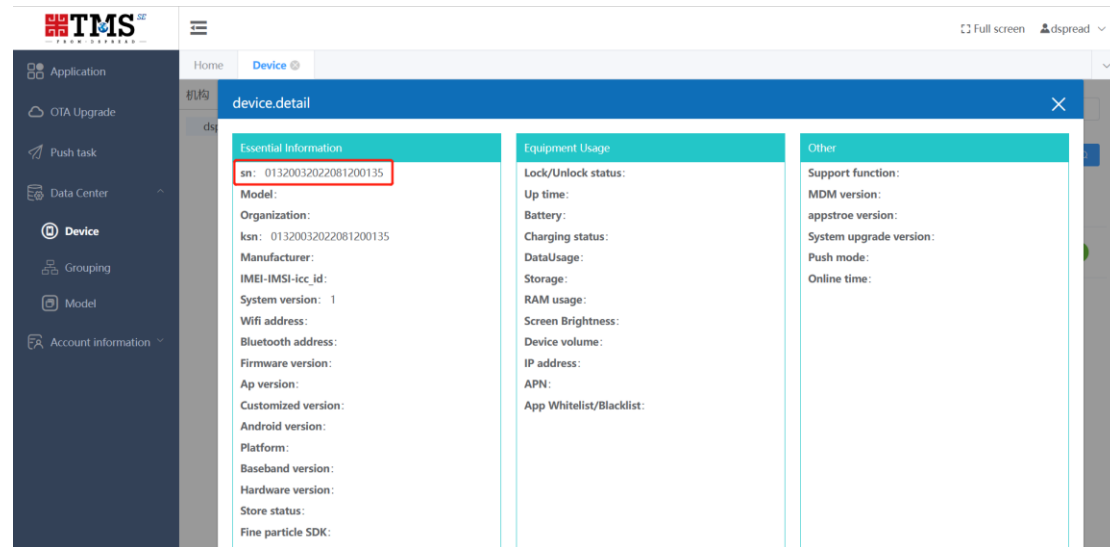 TMS SE
FROM DSPREAD
Full screen
dspread
Application
OTA Upgrade
Push task
Data Center
Device
Grouping
Model
Account information
Home
Device
机构
device.detail
Essential Information
sn: 01320032022081200135
Model:
Organization:
ksn: 01320032022081200135
Manufacturer:
IMEI-IMSI-icc_id:
System version: 1
Wifi address:
Bluetooth address:
Firmware version:
Ap version:
Customized version:
Android version:
Platform:
Baseband version:
Hardware version:
Store status:
Fine particle SDK:
Equipment Usage
Lock/Unlock status:
Up time:
Battery:
Charging status:
DataUsage:
Storage:
RAM usage:
Screen Brightness:
Device volume:
IP address:
APN:
App Whitelist/Blacklist:
Other
Support function:
MDM version:
appstroe version:
System upgrade version:
Push mode:
Online time: